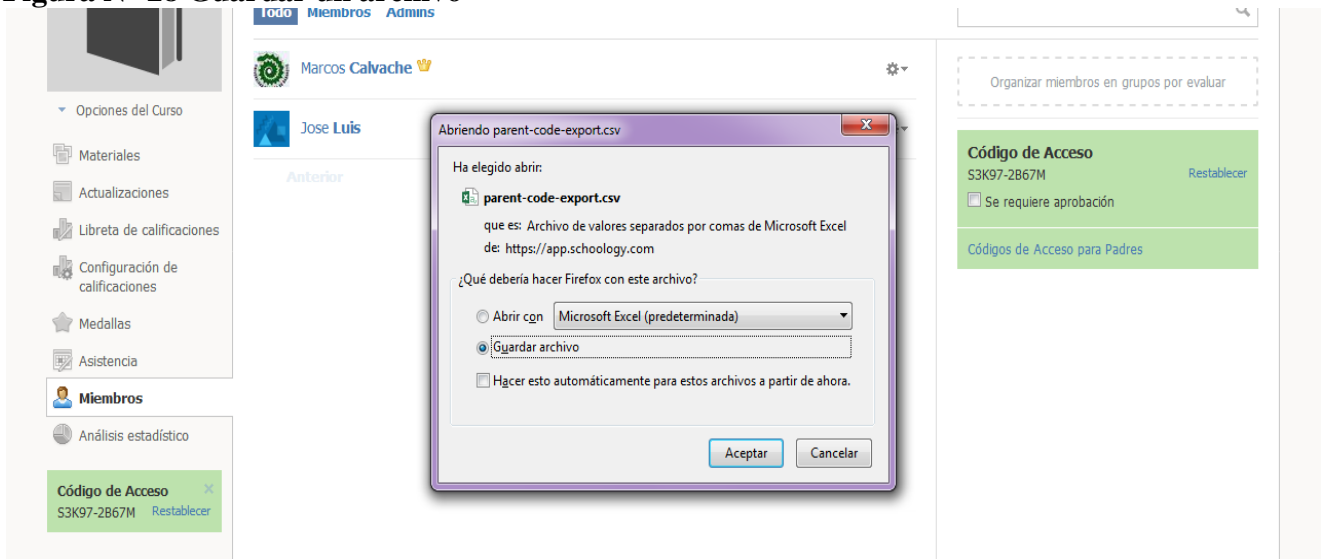 Figura N° 18 Guardar un archivo
Todo Miembros Admins
Marcos Calvache
Jose Luis
Anterior
Opciones del Curso
Materiales
Actualizaciones
Libreta de calificaciones
Configuración de
calificaciones
Medallas
Asistencia
Miembros
Análisis estadístico
Código de Acceso
S3K97-2B67M Restablecer
Abriendo parent-code-export.csv
Ha elegido abrir:
parent-code-export.csv
que es: Archivo de valores separados por comas de Microsoft Excel
de: https://app.schoology.com
¿Qué debería hacer Firefox con este archivo?
Abrir con Microsoft Excel (predeterminada)
Guardar archivo
Hacer esto automáticamente para estos archivos a partir de ahora.
Aceptar Cancelar
Organizar miembros en grupos por evaluar
Código de Acceso
S3K97-2B67M Restablecer
Se requiere aprobación
Códigos de Acceso para Padres